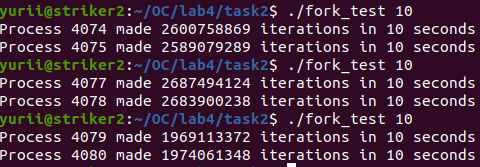 yurii@striker2:~/OC/lab4/task2$ ./fork_test 10
Process 4074 made 2600758869 iterations in 10 seconds
Process 4075 made 2589079289 iterations in 10 seconds
yurii@striker2:~/OC/lab4/task2$ ./fork_test 10
Process 4077 made 2687494124 iterations in 10 seconds
Process 4078 made 2683900238 iterations in 10 seconds
yurii@striker2:~/OC/lab4/task2$ ./fork_test 10
Process 4079 made 1969113372 iterations in 10 seconds
Process 4080 made 1974061348 iterations in 10 seconds